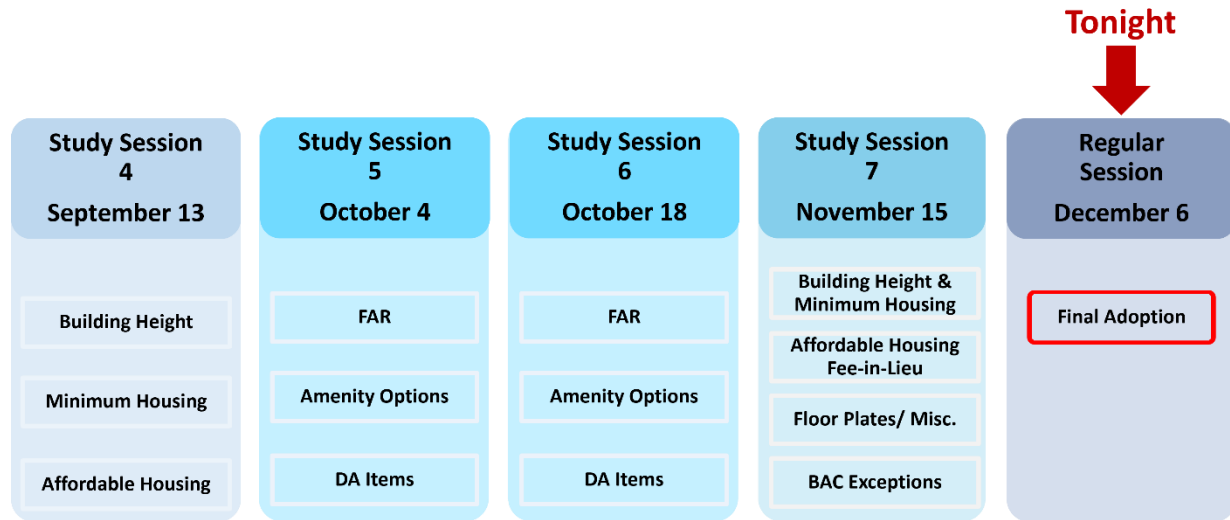 Tonight
Study Session
4
September 13
Building Height
Minimum Housing
Affordable Housing
Study Session
5
October 4
FAR
Amenity Options
DA Items
Study Session
6
October 18
FAR
Amenity Options
DA Items
Study Session
7
November 15
Building Height &
Minimum Housing
Affordable Housing
Fee-in-Lieu
Floor Plates/ Misc.
BAC Exceptions
Regular
Session
December 6
Final Adoption